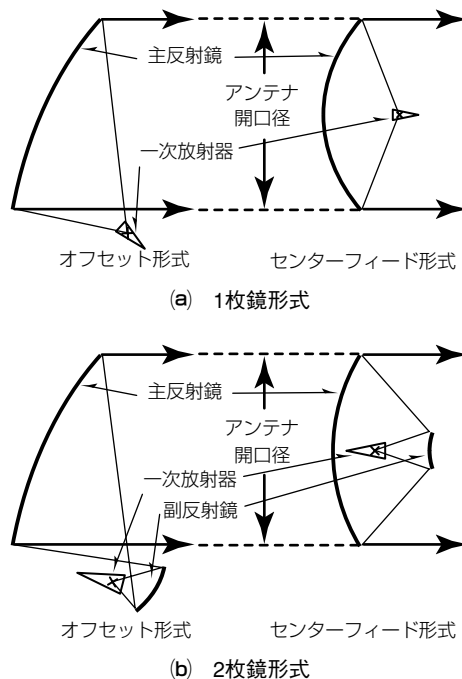 主反射鏡
アンテナ
開口径
一次放射器
オフセット形式
センターフィード形式
(a) 1枚鏡形式
主反射鏡
アンテナ
開口径
一次放射器
副反射鏡
オフセット形式
センターフィード形式
(b) 2枚鏡形式